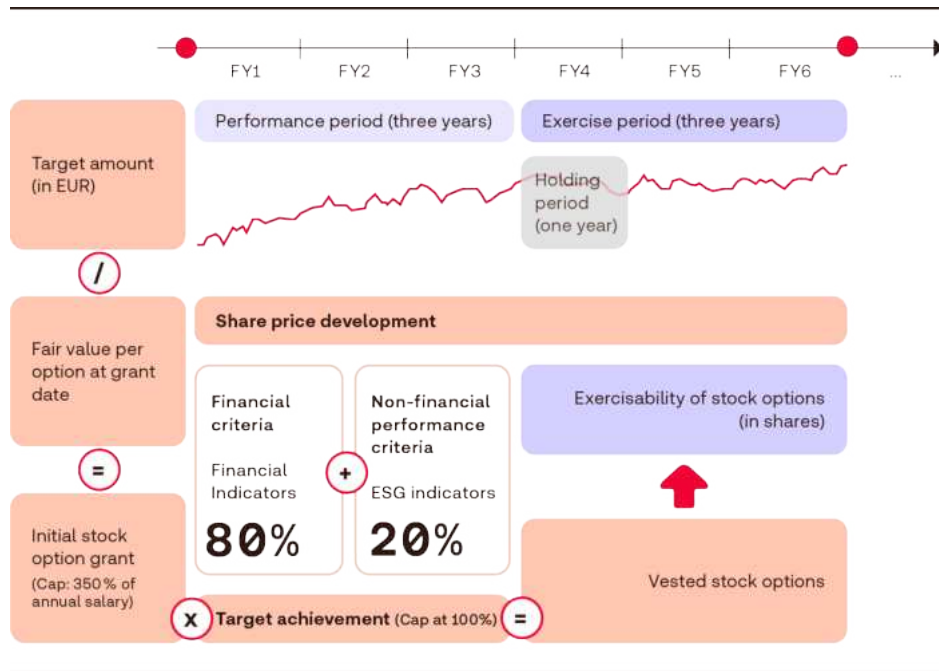 FY1 FY2 FY3 FY4 FY5 FY6 ...
Performance period (three years)
Exercise period (three years)
Target amount
(in EUR)
Holding
period
(one year)
/
Fair value per
option at grant
date
=
Initial stock
option grant
(Cap: 350% of
annual salary)
Share price development
Financial
criteria
Financial
Indicators
80%
+
Non-financial
performance
criteria
ESG indicators
20%
x
Target achievement (Cap at 100%)
=
Exercisability of stock options
(in shares)
Vested stock options